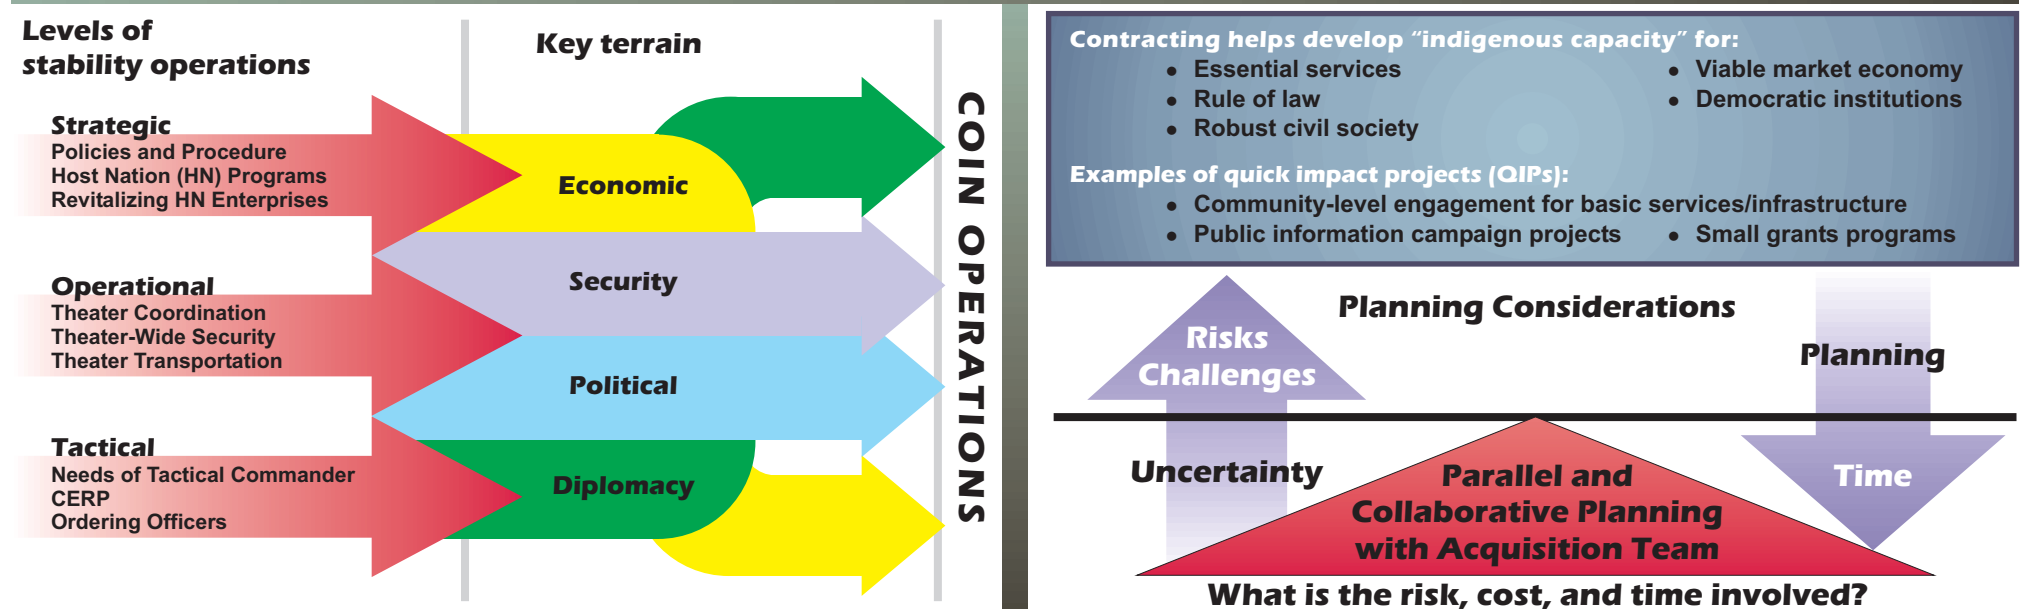 Levels of
stability operations
Key terrain
Strategic
Policies and Procedure
Host Nation (HN) Programs
Revitalizing HN Enterprises
Operational
Theater Coordination
Theater-Wide Security
Theater Transportation
Tactical
Needs of Tactical Commander
CERP
Ordering Officers
Economic
Security
Political
Diplomacy
COIN OPERATIONS
Contracting helps develop “indigenous capacity” for:
• Essential services
• Rule of law
• Robust civil society
• Viable market economy
• Democratic institutions
Examples of quick impact projects (QIPs):
• Community-level engagement for basic services/infrastructure
• Public information campaign projects • Small grants programs
Planning Considerations
Risks
Challenges
Uncertainty
Planning
Time
Parallel and
Collaborative Planning
with Acquisition Team
What is the risk, cost, and time involved?